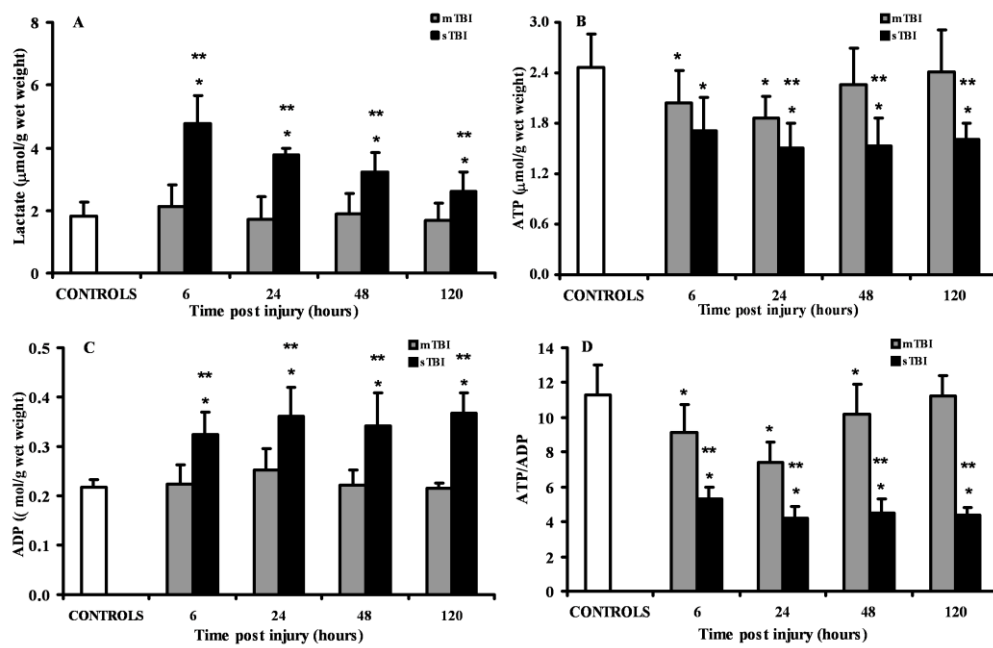 A
mTBI
sTBI
Lactate (μmol/g wet weight)
8
6
4
2
0
**
*
**
*
**
*
**
*
CONTROLS 6 24 48 120
Time post injury (hours)
B
mTBI
sTBI
ATP (μmol/g wet weight)
3.0
2.4
1.8
1.2
0.6
0.0
*
*
*
**
*
**
*
**
*
CONTROLS 6 24 48 120
Time post injury (hours)
C
mTBI
sTBI
ADP (( mol/g wet weight)
0.5
0.4
0.3
0.2
0.1
0.0
**
*
**
*
**
*
**
*
CONTROLS 6 24 48 120
Time post injury (hours)
D
mTBI
sTBI
ATP/ADP
14
12
10
8
6
4
2
0
*
**
*
*
**
*
*
**
*
**
*
CONTROLS 6 24 48 120
Time post injury (hours)